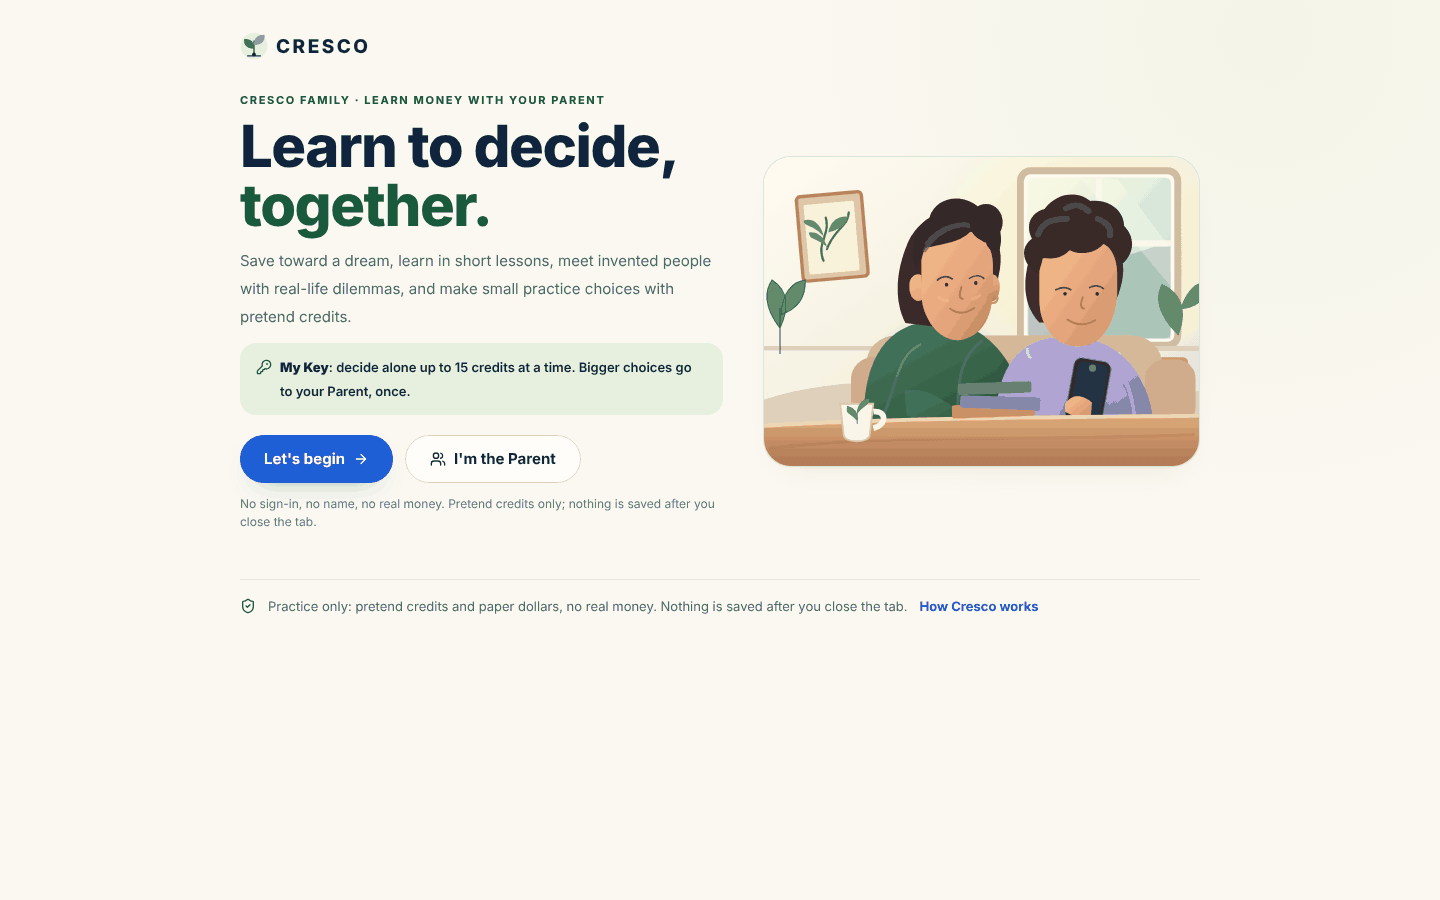 CRESCO
CRESCO FAMILY · LEARN MONEY WITH YOUR PARENT
Learn to decide,
together.
Save toward a dream, learn in short lessons, meet invented people
with real-life dilemmas, and make small practice choices with
pretend credits.
My Key: decide alone up to 15 credits at a time. Bigger choices go
to your Parent, once.
Let's begin
I'm the Parent
No sign-in, no name, no real money. Pretend credits only; nothing is saved after you
close the tab.
Practice only: pretend credits and paper dollars, no real money. Nothing is saved after you close the tab. How Cresco works